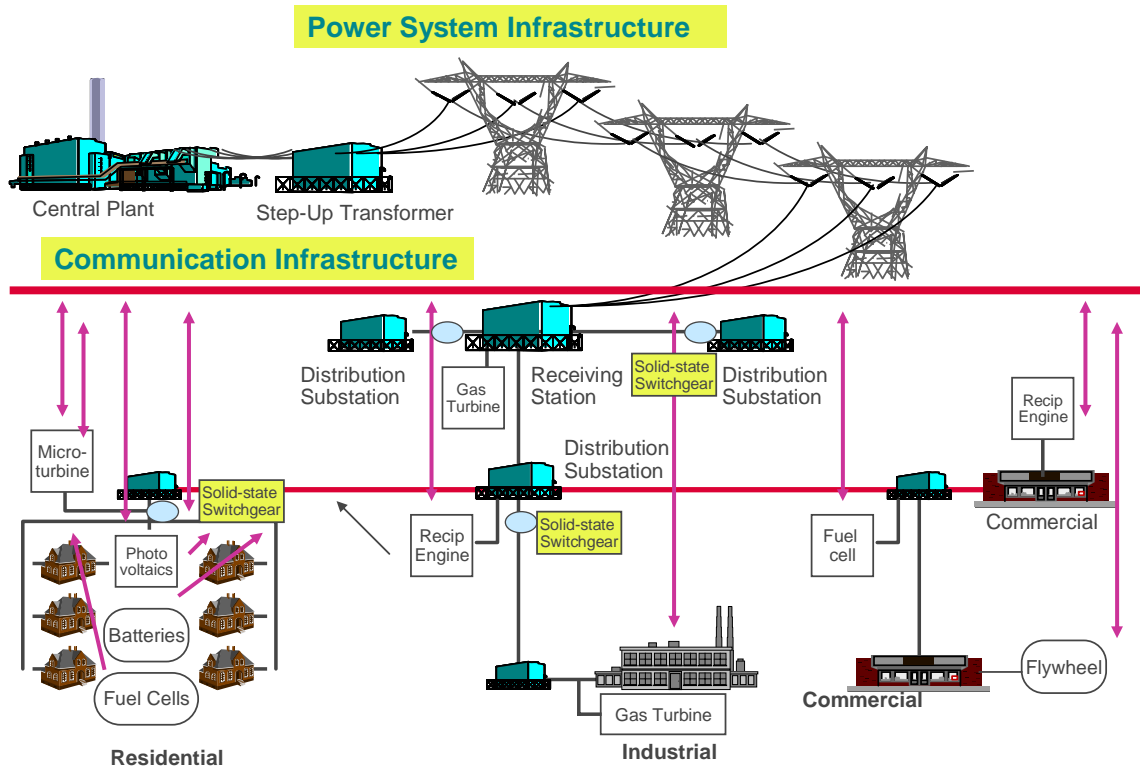 Power System Infrastructure
Central Plant
Step-Up Transformer
Communication Infrastructure
Distribution
Substation
Gas
Turbine
Receiving
Station
Solid-state
Switchgear
Distribution
Substation
Recip
Engine
Micro-
turbine
Distribution
Substation
Solid-state
Switchgear
Recip
Engine
Solid-state
Switchgear
Fuel
cell
Commercial
Photo
voltaics
Batteries
Fuel Cells
Gas Turbine
Flywheel
Commercial
Residential
Industrial